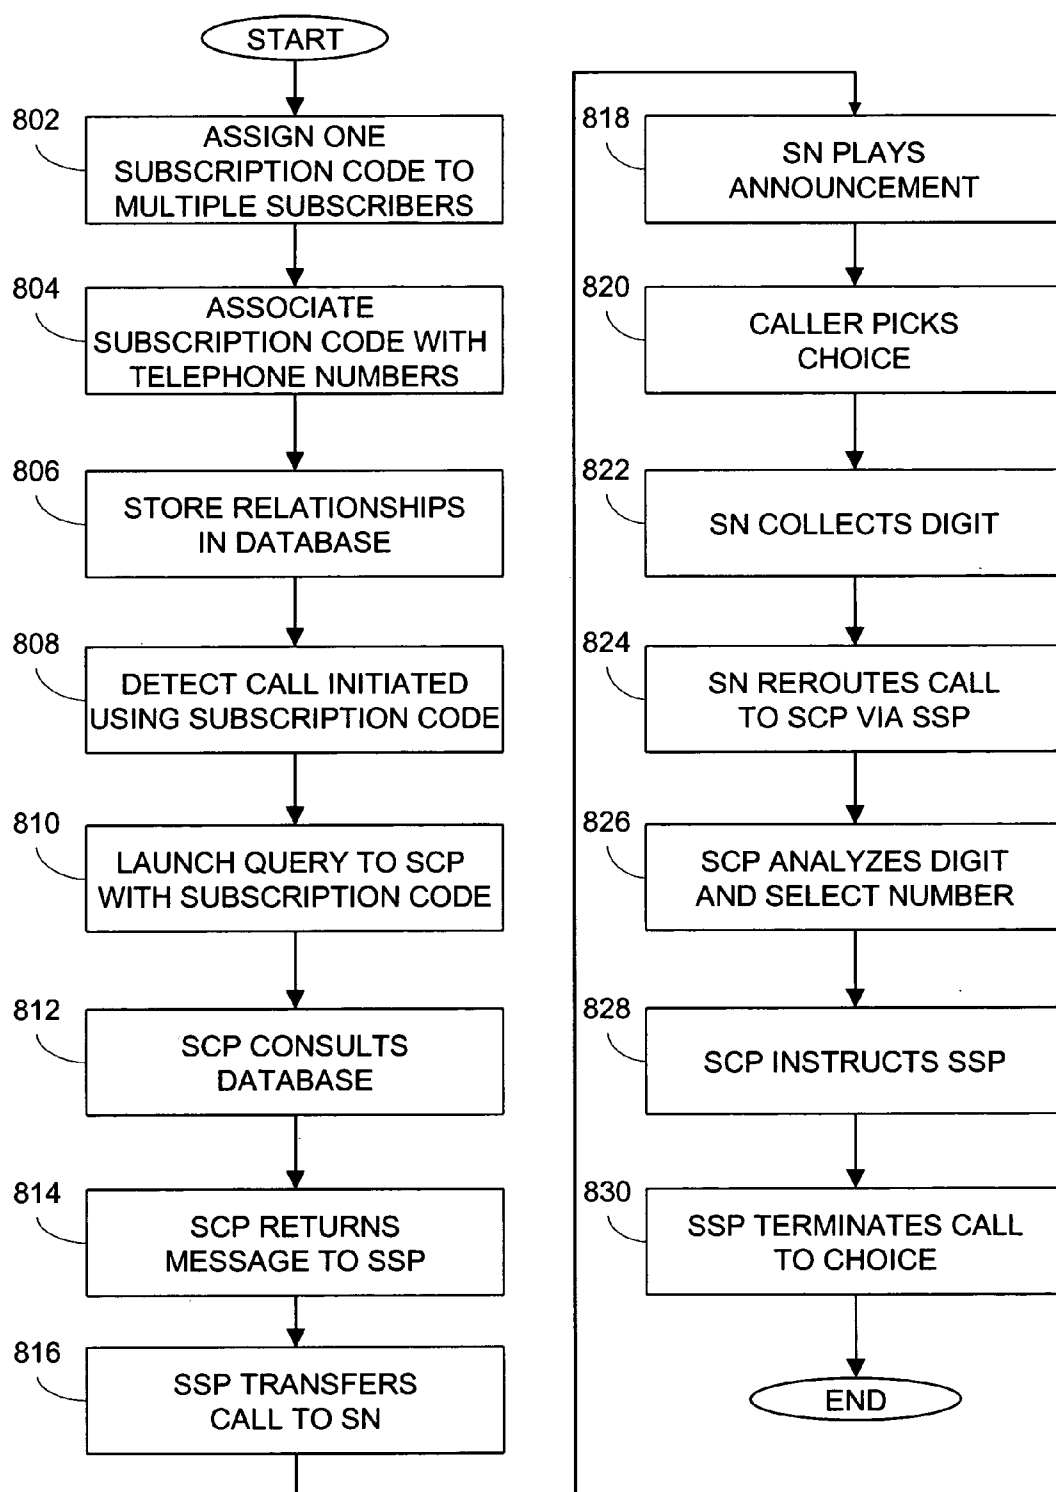 START
802
ASSIGN ONE
SUBSCRIPTION CODE TO
MULTIPLE SUBSCRIBERS
804
ASSOCIATE
SUBSCRIPTION CODE WITH
TELEPHONE NUMBERS
806
STORE RELATIONSHIPS
IN DATABASE
808
DETECT CALL INITIATED
USING SUBSCRIPTION CODE
810
LAUNCH QUERY TO SCP
WITH SUBSCRIPTION CODE
812
SCP CONSULTS
DATABASE
814
SCP RETURNS
MESSAGE TO SSP
816
SSP TRANSFERS
CALL TO SN
818
SN PLAYS
ANNOUNCEMENT
820
CALLER PICKS
CHOICE
822
SN COLLECTS DIGIT
824
SN REROUTES CALL
TO SCP VIA SSP
826
SCP ANALYZES DIGIT
AND SELECT NUMBER
828
SCP INSTRUCTS SSP
830
SSP TERMINATES CALL
TO CHOICE
END